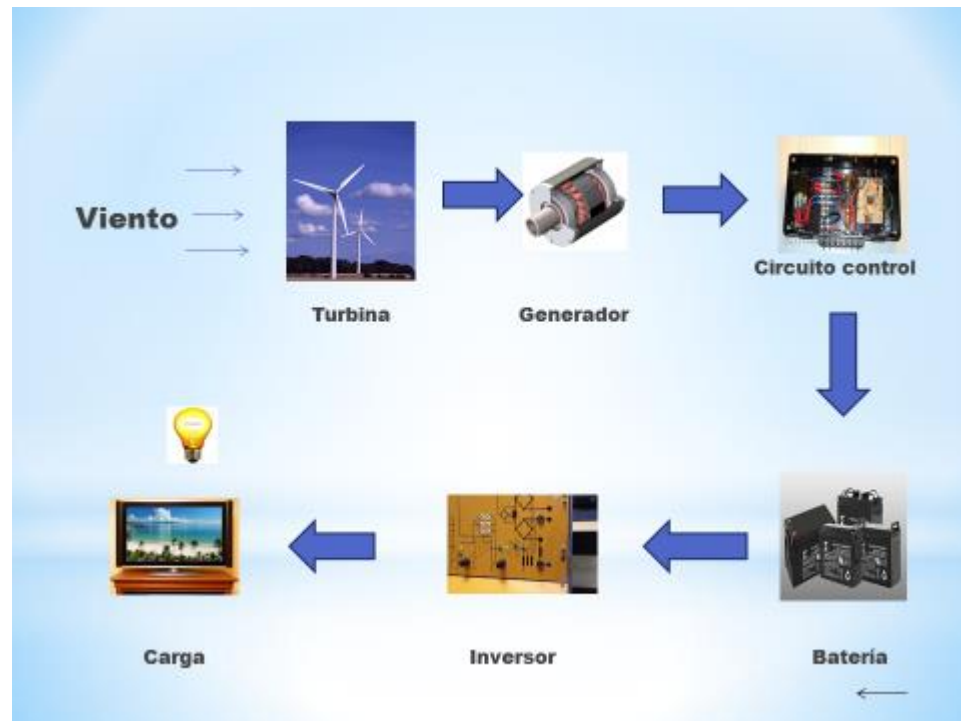 Viento
Turbina
Generador
Circuito control
Carga
Inversor
Batería